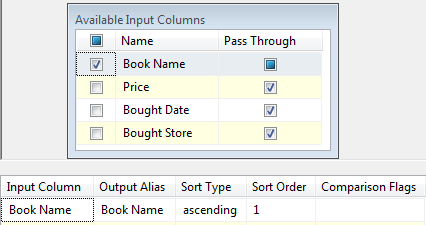 Available Input Columns
Name Pass Through
Book Name
Price
Bought Date
Bought Store
Input Column Output Alias Sort Type Sort Order Comparison Flags
Book Name Book Name ascending 1